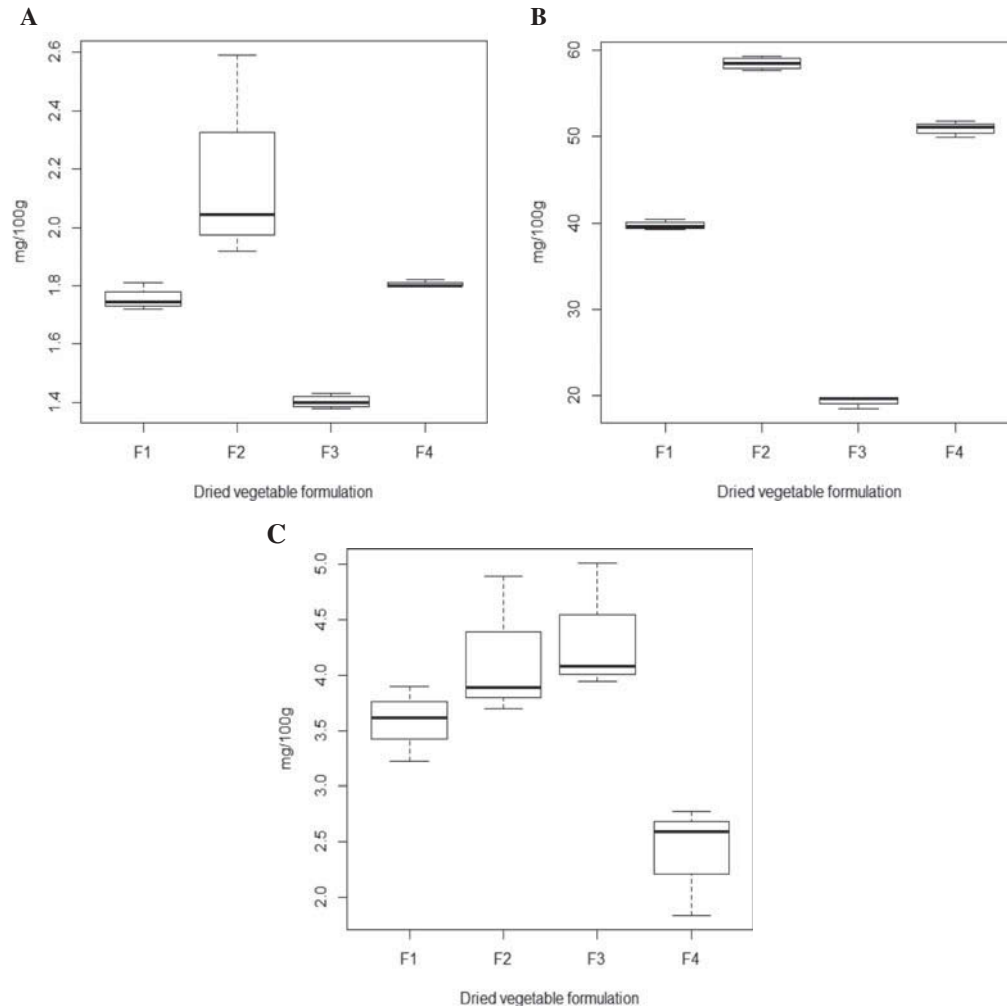 A
mg/100g
2.6
2.4
2.2
2.0
1.8
1.6
1.4
F1 F2 F3 F4
Dried vegetable formulation
B
mg/100g
60
50
40
30
20
F1 F2 F3 F4
Dried vegetable formulation
C
mg/100g
5.0
4.5
4.0
3.5
3.0
2.5
2.0
F1 F2 F3 F4
Dried vegetable formulation